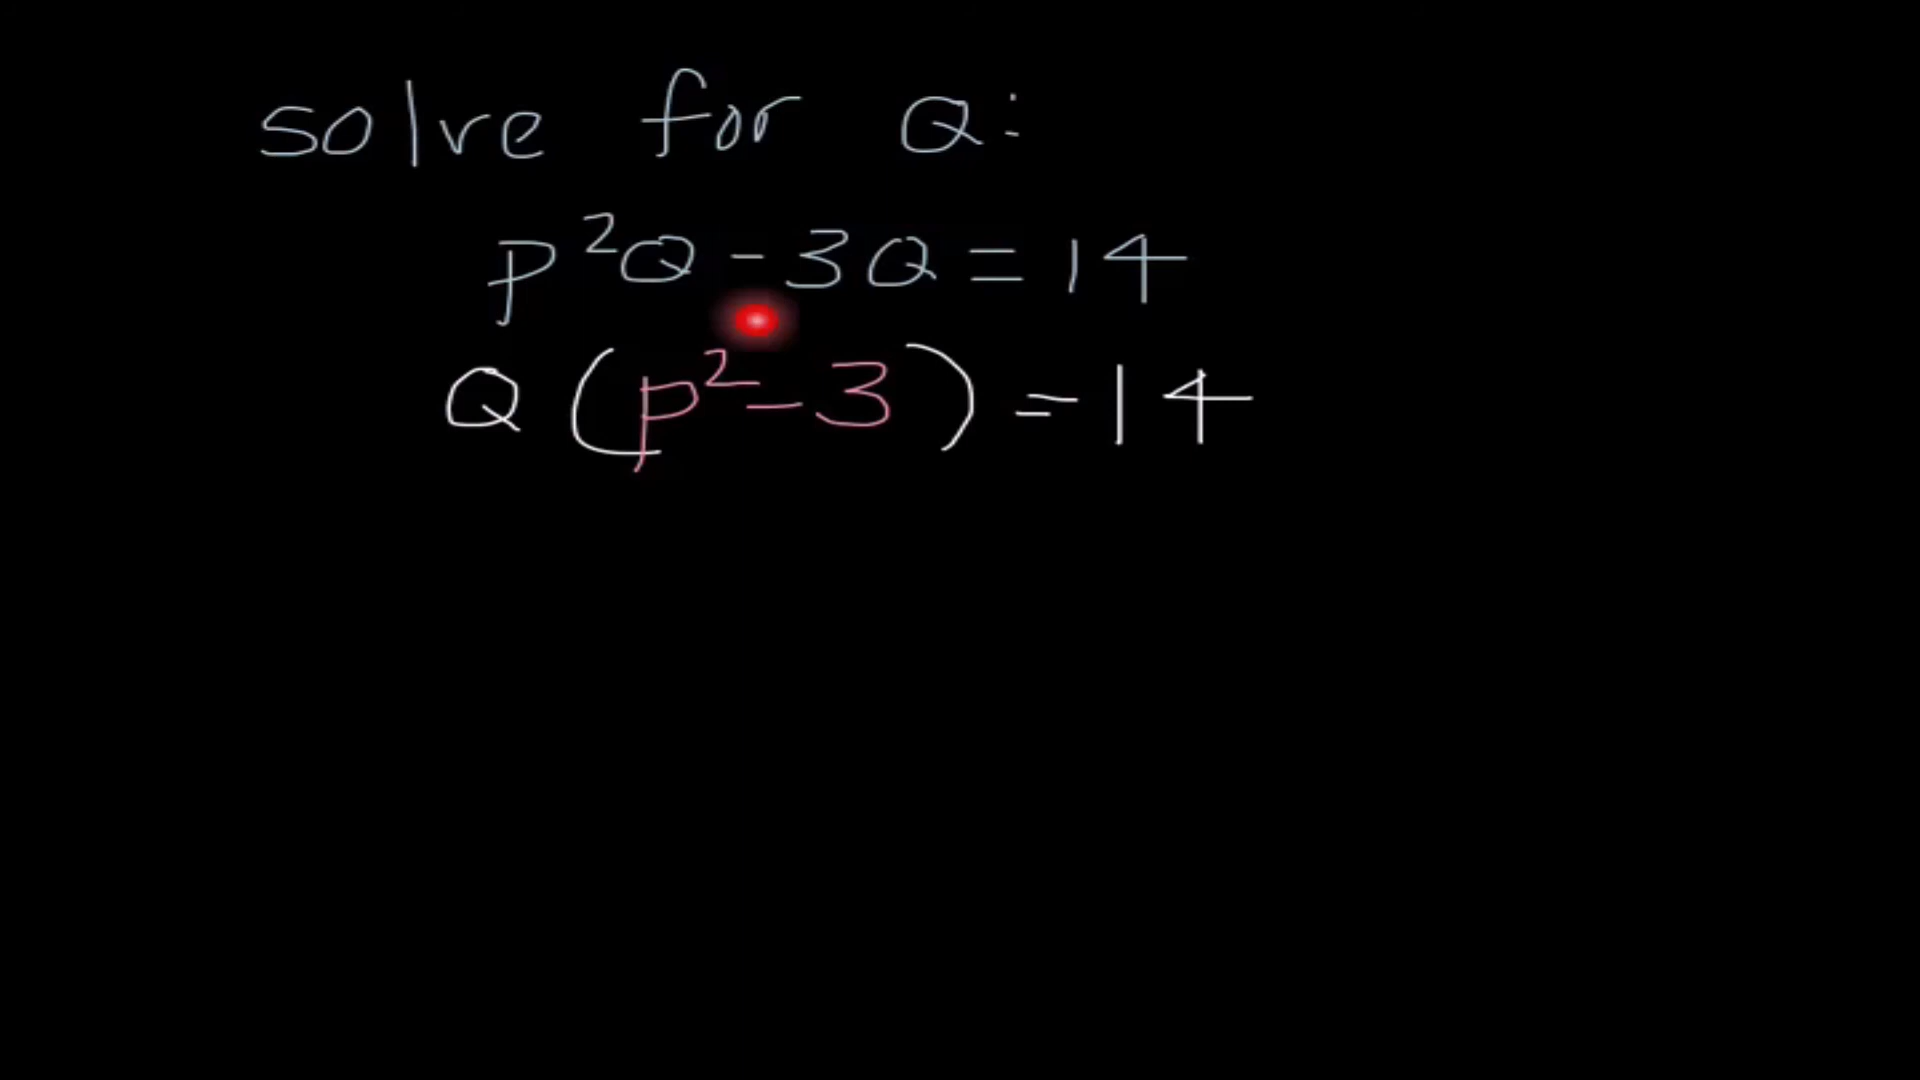 solve for Q:
p²Q - 3Q = 14
Q (p² - 3) = 14